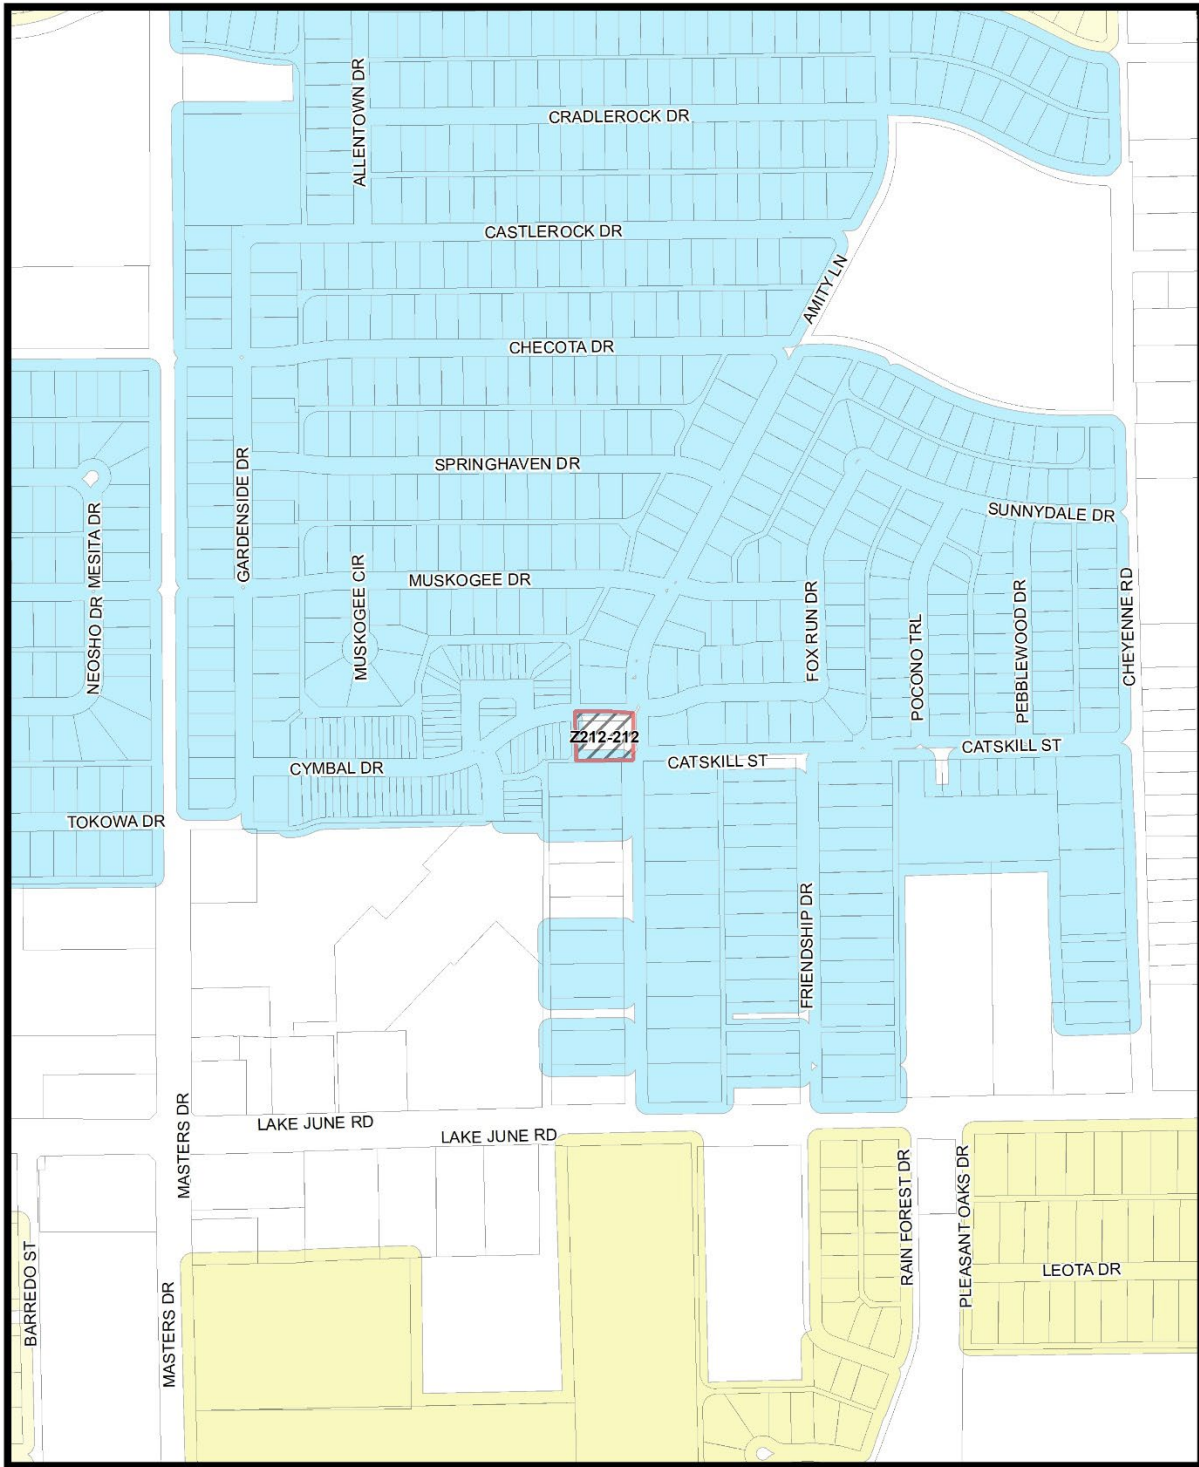 ALLENTOWN DR
CRADLEROCK DR
CASTLEROCK DR
AMITY LN
CHECOTA DR
GARDENSIDE DR
SPRINGHAVEN DR
SUNNYDALE DR
NEOSHO DR
MESITA DR
MUSKOGEE CIR
MUSKOGEE DR
FOX RUN DR
POCONO TRL
PEBBLEWOOD DR
CHEYENNE RD
Z212-212
CYMBAL DR
CATSKILL ST
CATSKILL ST
TOKOWA DR
FRIENDSHIP DR
MASTERS DR
LAKE JUNE RD
LAKE JUNE RD
BARREDO ST
MASTERS DR
RAIN FOREST DR
PLEASANT OAKS DR
LEOTA DR